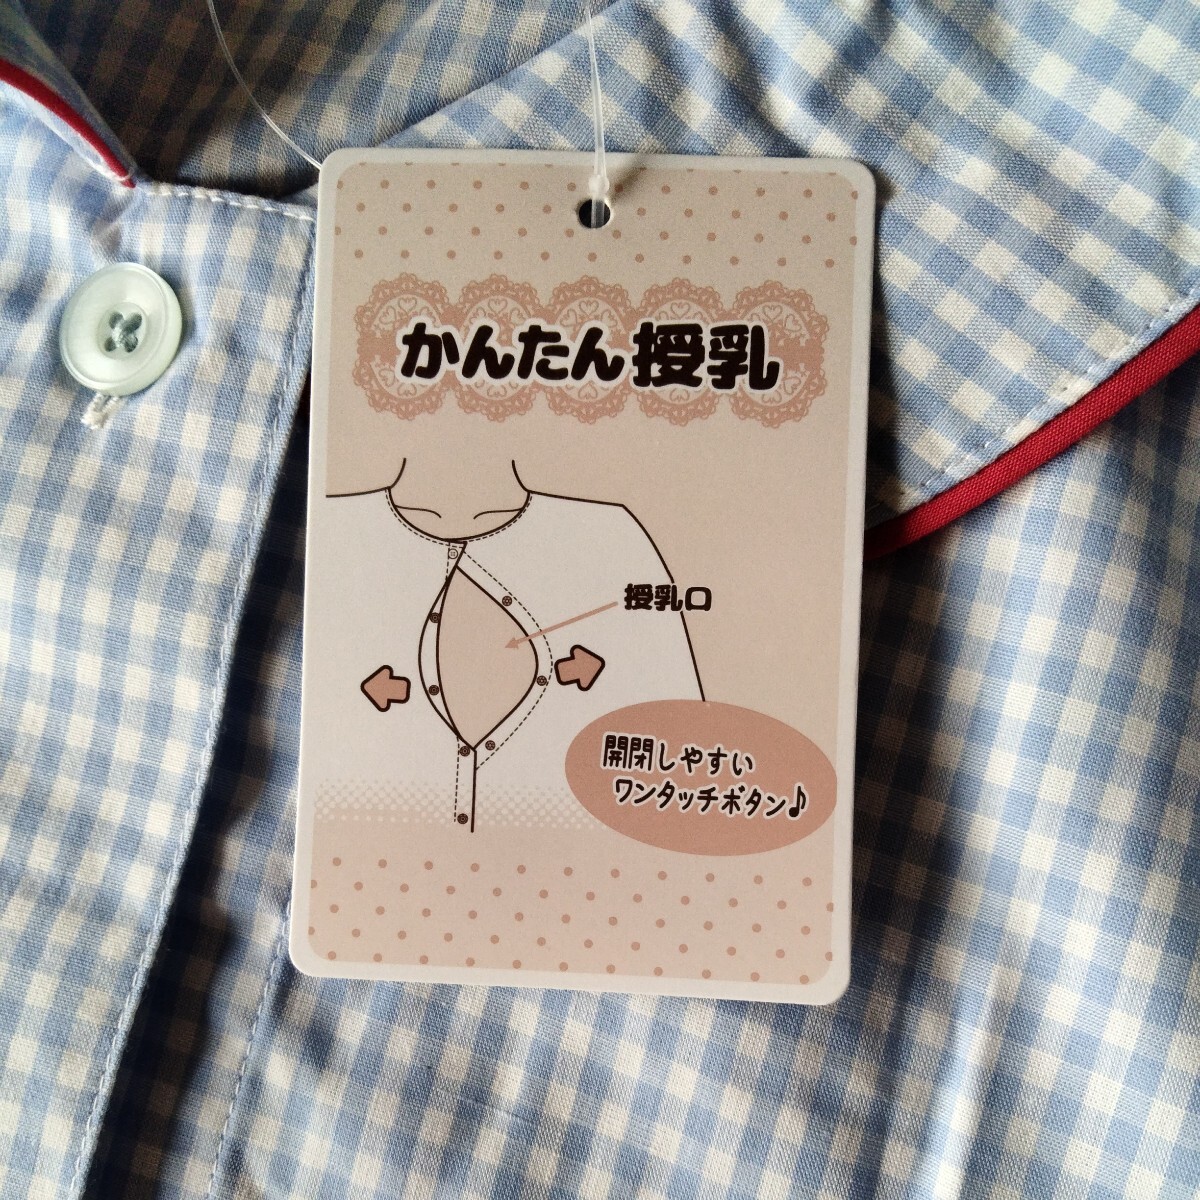 かんたん授乳
授乳口
開閉しやすい
ワンタッチボタン♪